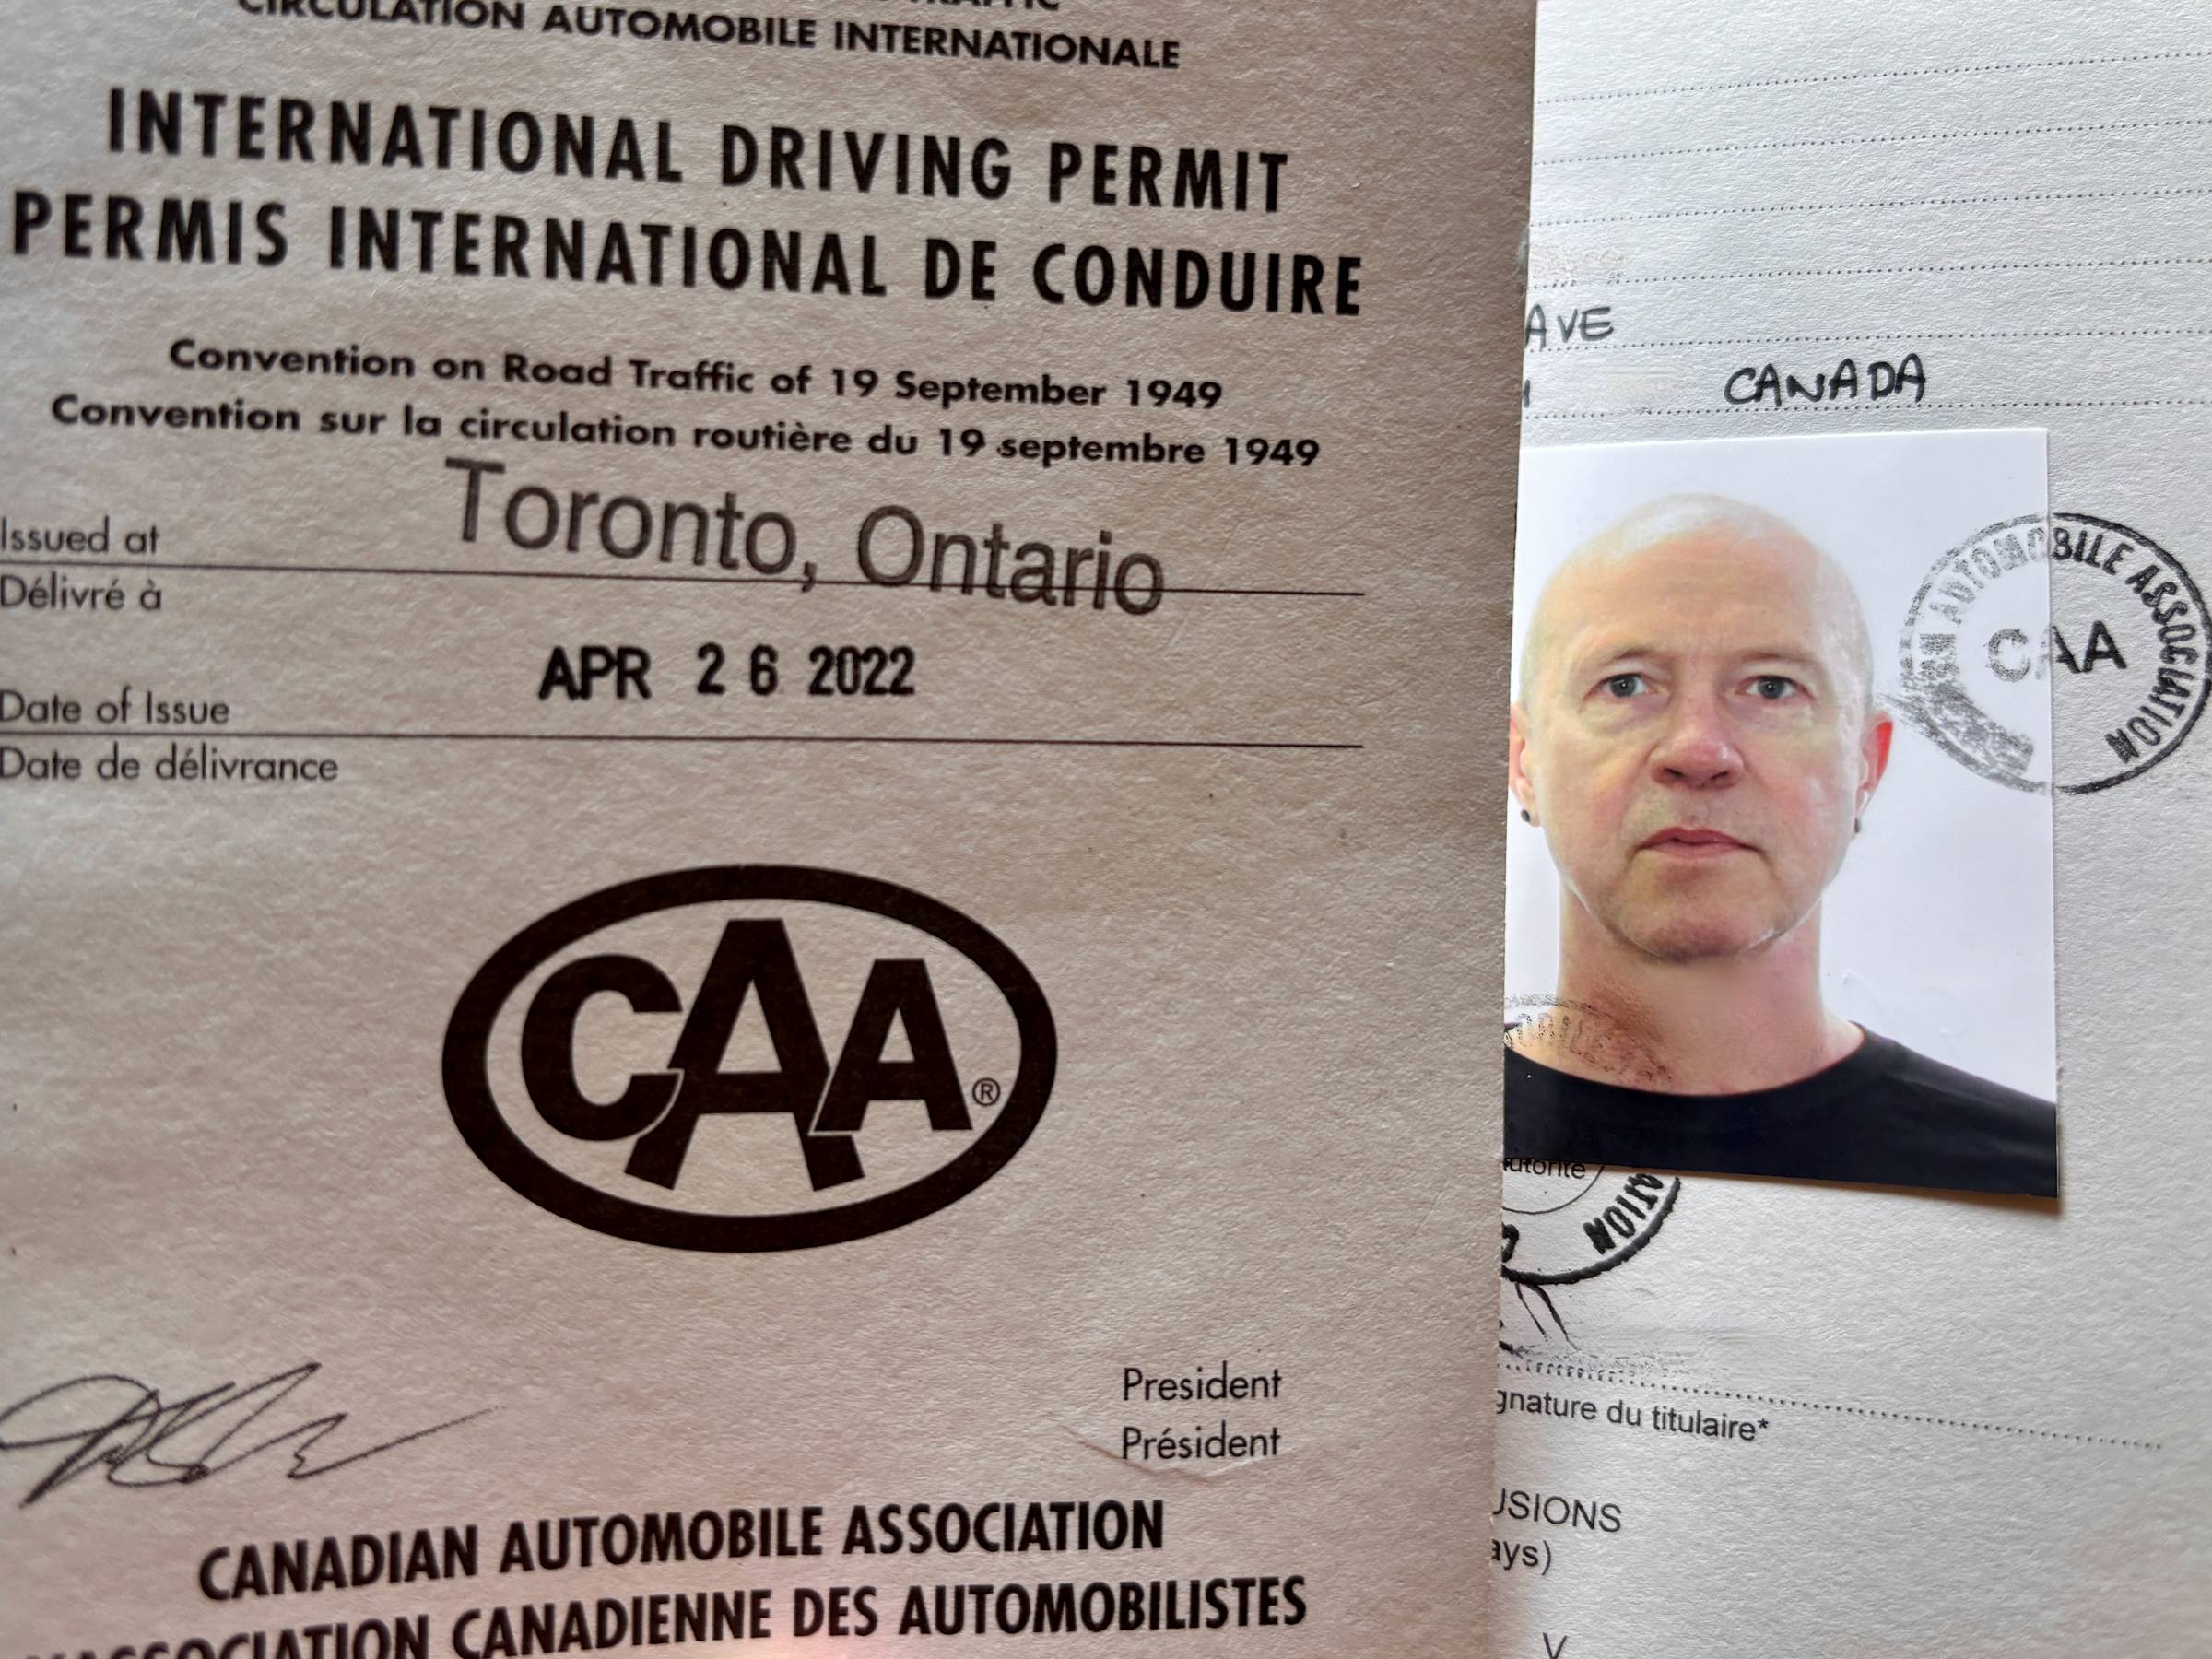 CIRCULATION AUTOMOBILE INTERNATIONALE
INTERNATIONAL DRIVING PERMIT
PERMIS INTERNATIONAL DE CONDUIRE
Convention on Road Traffic of 19 September 1949
Convention sur la circulation routière du 19 septembre 1949
Issued at
Toronto, Ontario
Délivré à
APR 26 2022
Date of Issue
Date de délivrance
CAA®
President
Président
CANADIAN AUTOMOBILE ASSOCIATION
ASSOCIATION CANADIENNE DES AUTOMOBILISTES
AVE
CANADA
AUTOMOBILE ASSOCIATION
CAA
gnature du titulaire*
USIONS
ays)
V